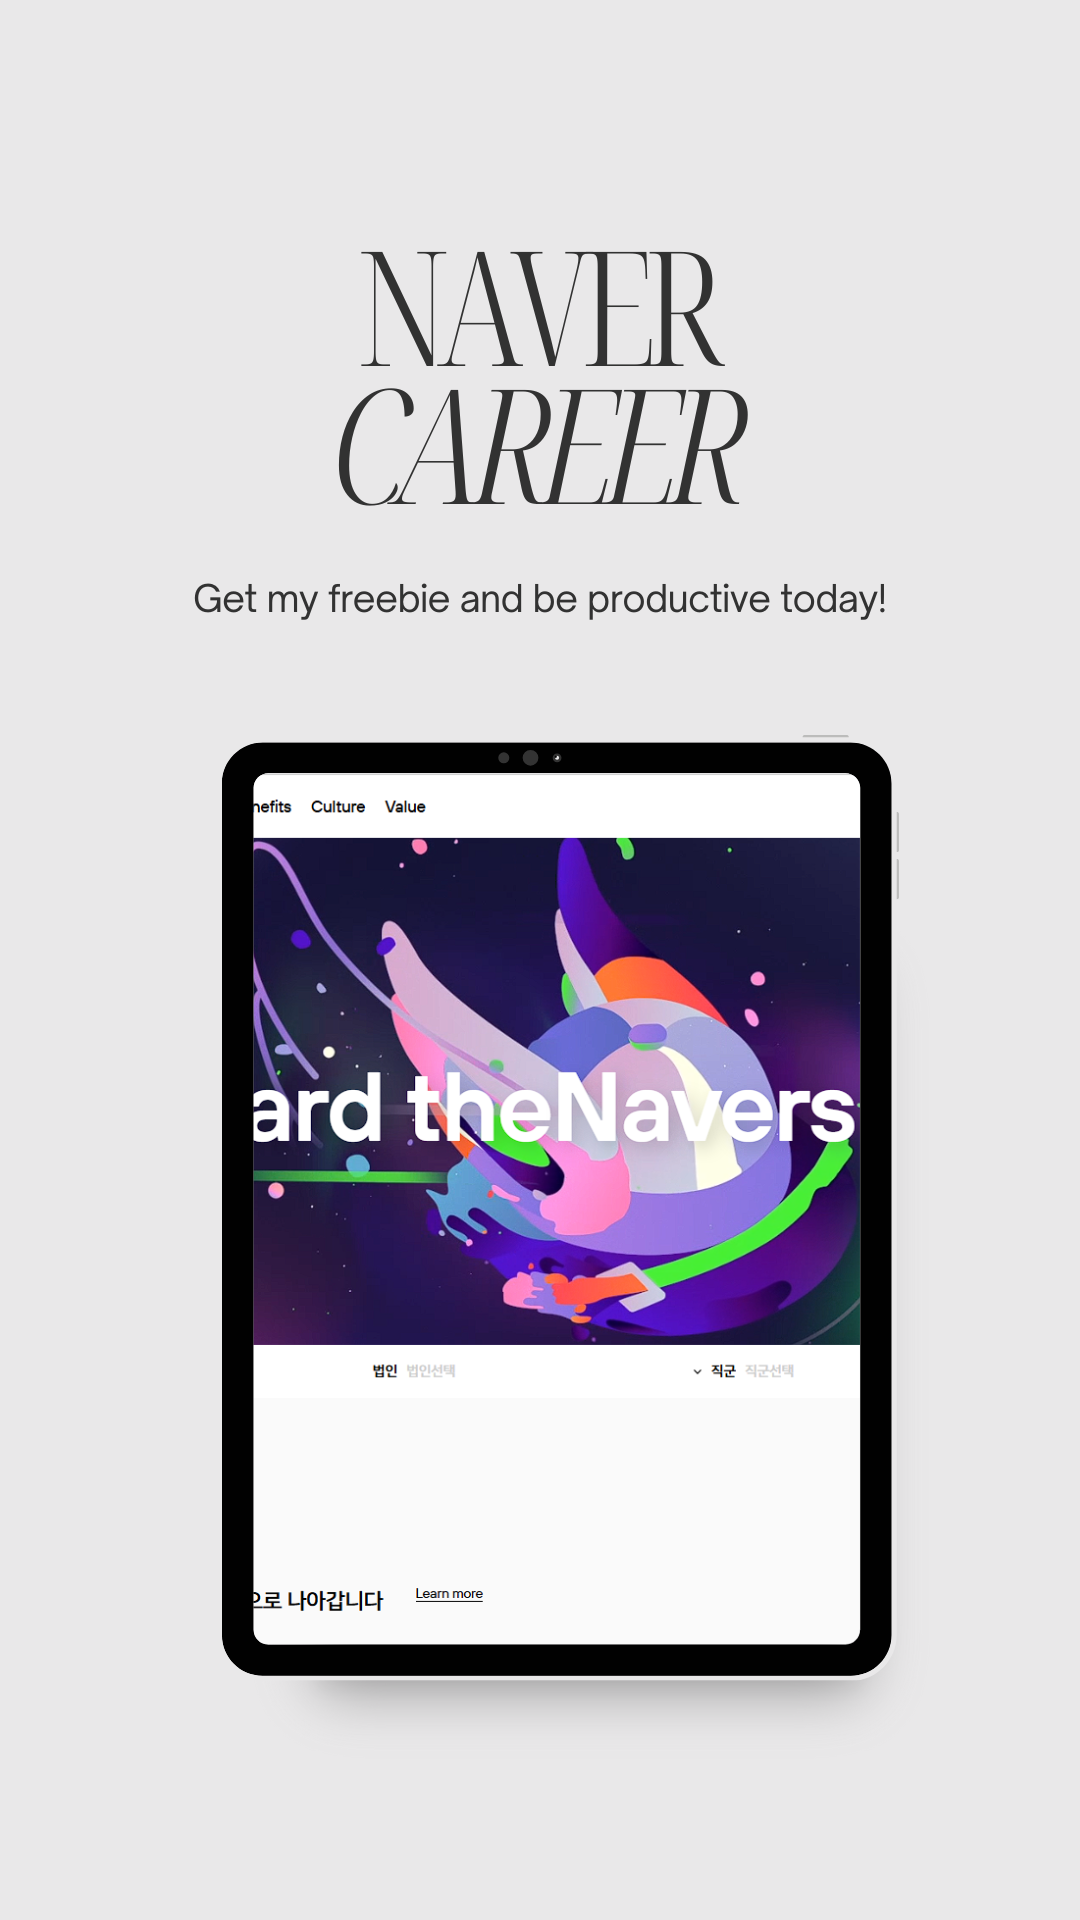 NAVER
CAREER
Get my freebie and be productive today!
nefits Culture Value
ard theNavers
법인 법인선택 직군 직군선택
으로 나아갑니다 Learn more